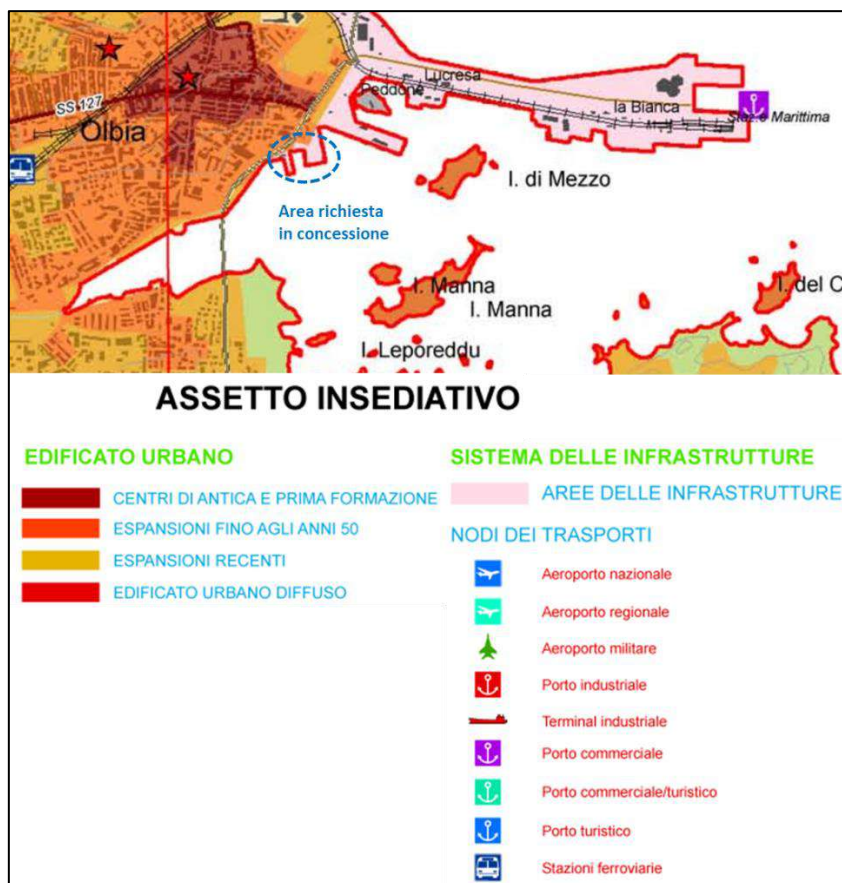 Lucresa
Peddone
la Bianca
Staz.e Marittima
SS 127
Olbia
I. di Mezzo
Area richiesta
in concessione
I. Manna
I. Manna
I. del C
I. Leporeddu
ASSETTO INSEDIATIVO
EDIFICATO URBANO
CENTRI DI ANTICA E PRIMA FORMAZIONE
ESPANSIONI FINO AGLI ANNI 50
ESPANSIONI RECENTI
EDIFICATO URBANO DIFFUSO
SISTEMA DELLE INFRASTRUTTURE
AREE DELLE INFRASTRUTTURE
NODI DEI TRASPORTI
Aeroporto nazionale
Aeroporto regionale
Aeroporto militare
Porto industriale
Terminal industriale
Porto commerciale
Porto commerciale/turistico
Porto turistico
Stazioni ferroviarie